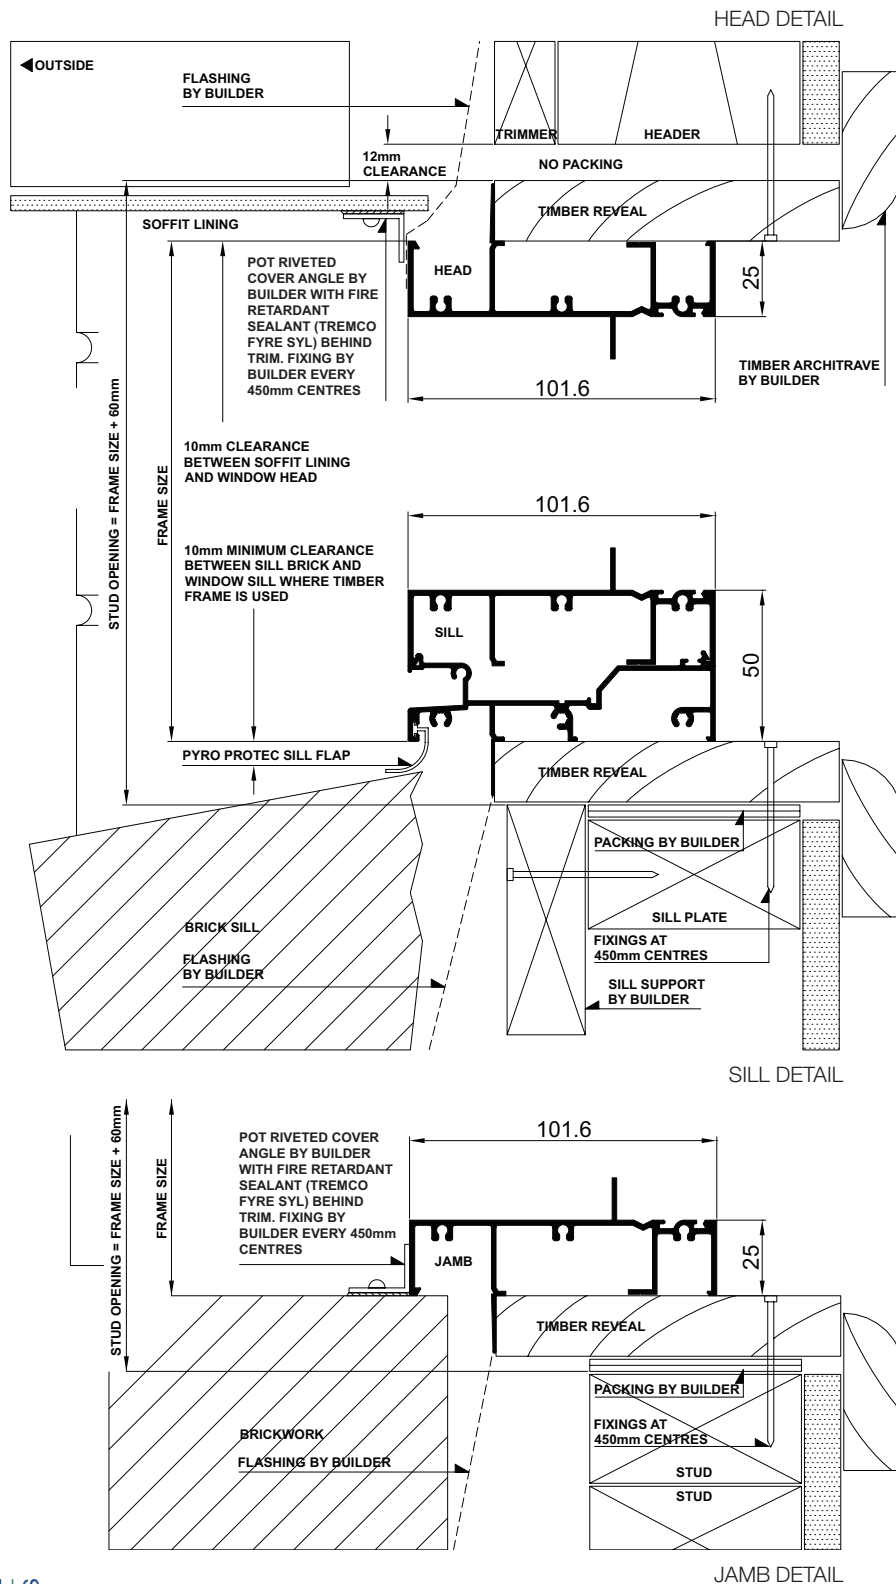 HEAD DETAIL
OUTSIDE
FLASHING
BY BUILDER
TRIMMER
HEADER
12mm
CLEARANCE
NO PACKING
SOFFIT LINING
TIMBER REVEAL
POT RIVETED
COVER ANGLE BY
BUILDER WITH FIRE
RETARDANT
SEALANT (TREMCO
FYRE SYL) BEHIND
TRIM. FIXING BY
BUILDER EVERY
450mm CENTRES
HEAD
25
TIMBER ARCHITRAVE
BY BUILDER
101.6
STUD OPENING = FRAME SIZE + 60mm
FRAME SIZE
10mm CLEARANCE
BETWEEN SOFFIT LINING
AND WINDOW HEAD
101.6
10mm MINIMUM CLEARANCE
BETWEEN SILL BRICK AND
WINDOW SILL WHERE TIMBER
FRAME IS USED
SILL
50
PYRO PROTEC SILL FLAP
TIMBER REVEAL
PACKING BY BUILDER
SILL PLATE
BRICK SILL
FIXINGS AT
450mm CENTRES
FLASHING
BY BUILDER
SILL SUPPORT
BY BUILDER
SILL DETAIL
STUD OPENING = FRAME SIZE + 60mm
FRAME SIZE
POT RIVETED COVER
ANGLE BY BUILDER
WITH FIRE RETARDANT
SEALANT (TREMCO
FYRE SYL) BEHIND
TRIM. FIXING BY
BUILDER EVERY 450mm
CENTRES
101.6
JAMB
25
TIMBER REVEAL
PACKING BY BUILDER
BRICKWORK
FIXINGS AT
450mm CENTRES
FLASHING BY BUILDER
STUD
STUD
JAMB DETAIL